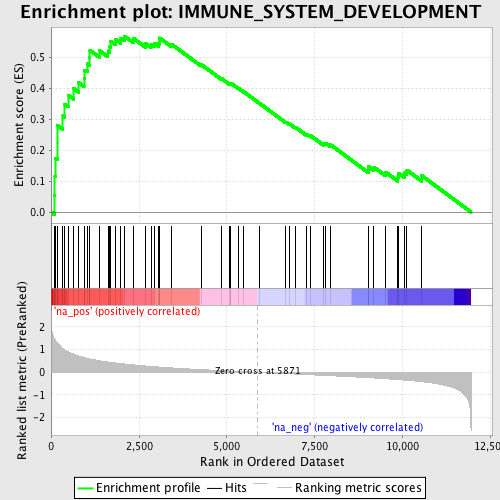 Enrichment plot: IMMUNE_SYSTEM_DEVELOPMENT
Enrichment score (ES)
0.5
0.4
0.3
0.2
0.1
0.0
'na_pos' (positively correlated)
Ranked list metric (PreRanked)
2
1
0
-1
-2
Zero cross at 5871
'na_neg' (negatively correlated)
0 2,500 5,000 7,500 10,000 12,50
Rank in Ordered Dataset
Enrichment profile Hits Ranking metric scores